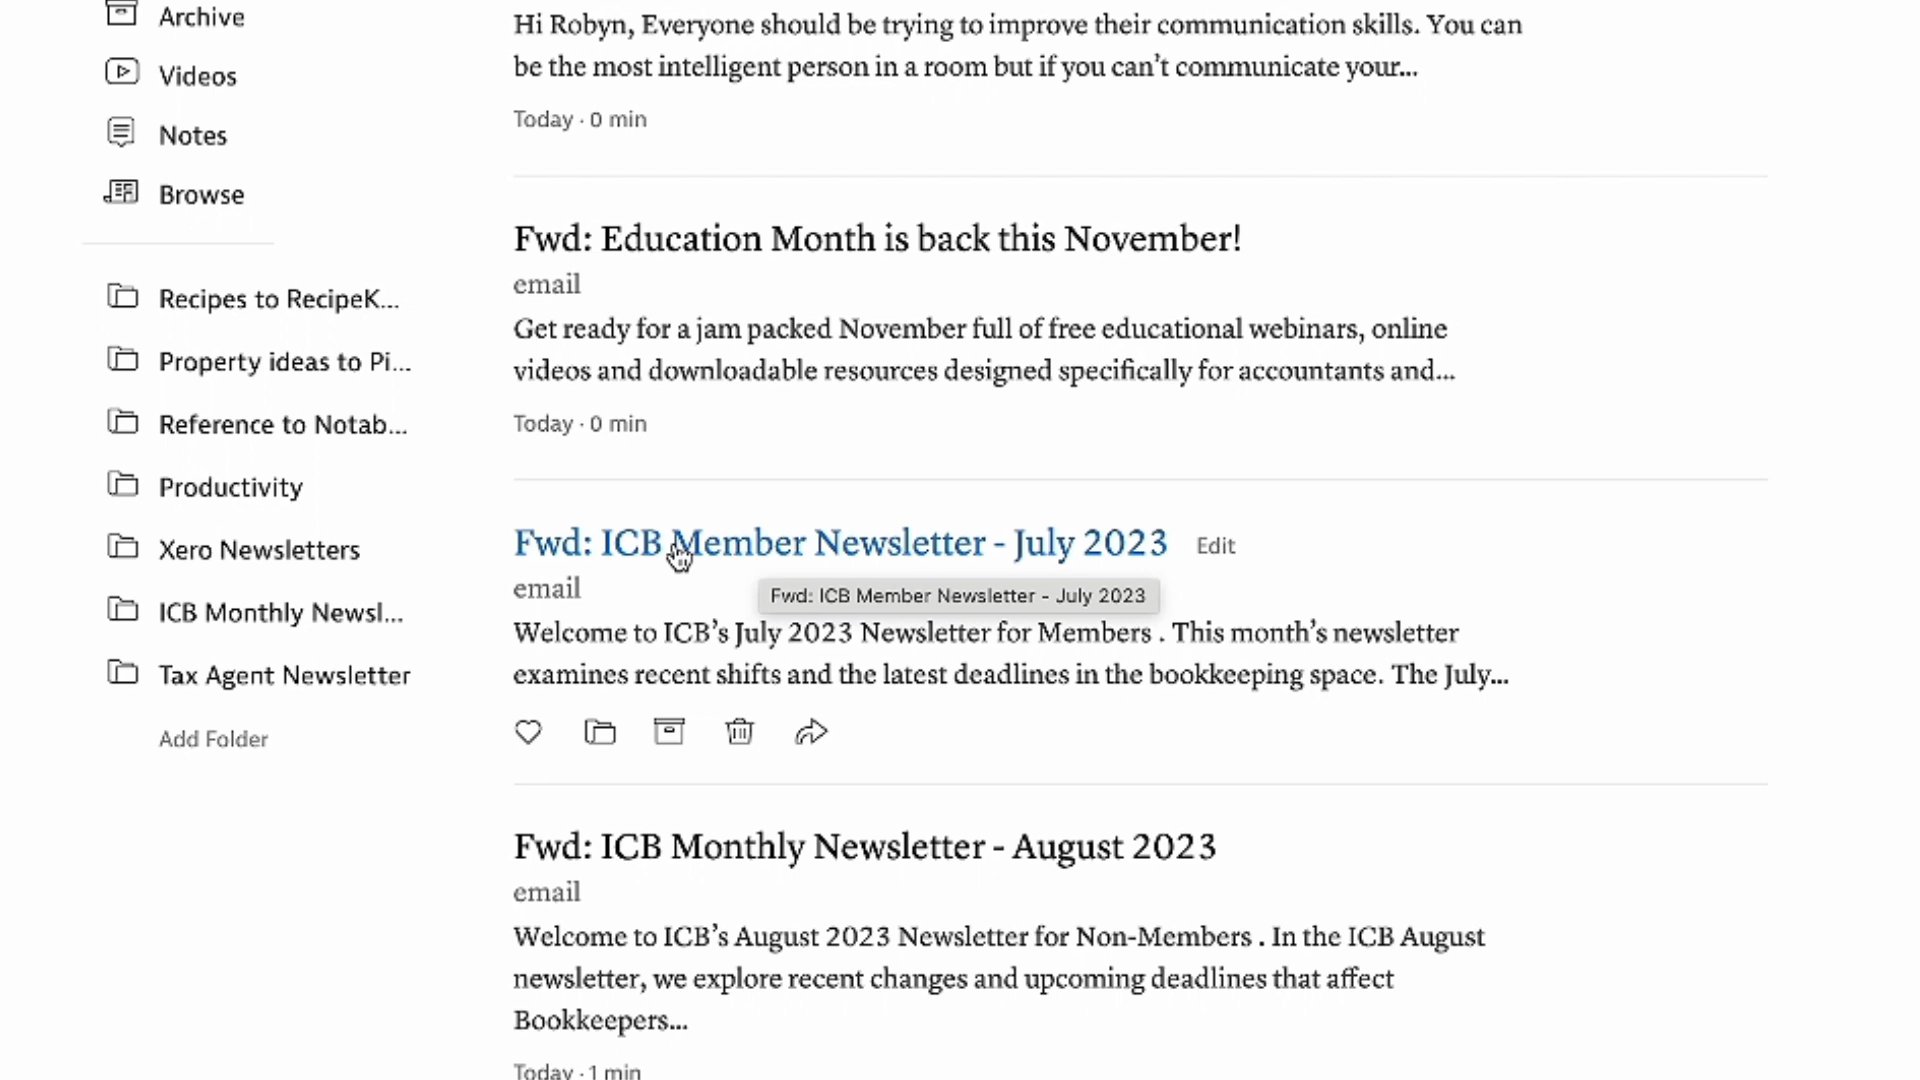 Archive
Videos
Notes
Browse
Recipes to RecipeK...
Property ideas to Pi...
Reference to Notab...
Productivity
Xero Newsletters
ICB Monthly Newsl...
Tax Agent Newsletter
Add Folder
Hi Robyn, Everyone should be trying to improve their communication skills. You can
be the most intelligent person in a room but if you can’t communicate your...
Today · 0 min
Fwd: Education Month is back this November!
email
Get ready for a jam packed November full of free educational webinars, online
videos and downloadable resources designed specifically for accountants and...
Today · 0 min
Fwd: ICB Member Newsletter - July 2023 Edit
email
Fwd: ICB Member Newsletter - July 2023
Welcome to ICB’s July 2023 Newsletter for Members . This month’s newsletter
examines recent shifts and the latest deadlines in the bookkeeping space. The July...
Fwd: ICB Monthly Newsletter - August 2023
email
Welcome to ICB’s August 2023 Newsletter for Non-Members . In the ICB August
newsletter, we explore recent changes and upcoming deadlines that affect
Bookkeepers...
Today · 1 min